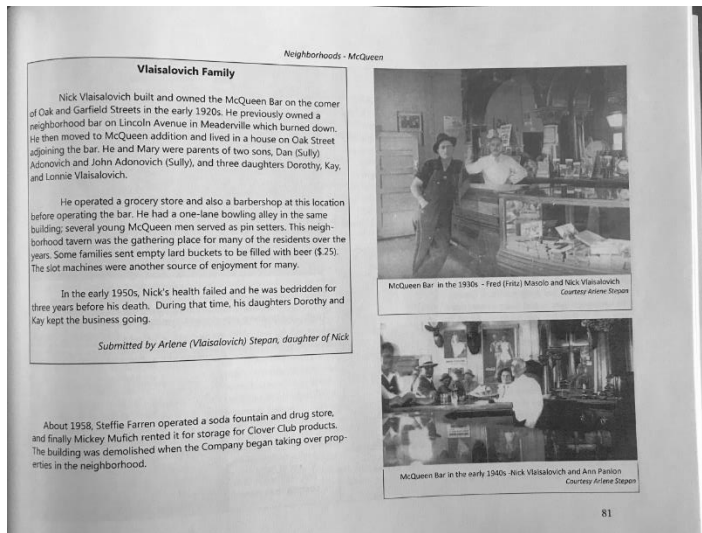 Neighborhoods - McQueen
Vlaisalovich Family
Nick Vlaisalovich built and owned the McQueen Bar on the corner
of Oak and Garfield Streets in the early 1920s. He previously owned a
neighborhood bar on Lincoln Avenue in Meaderville which burned down.
He then moved to McQueen addition and lived in a house on Oak Street
adjoining the bar. He and Mary were parents of two sons, Dan (Sully)
Adonovich and John Adonovich (Sully), and three daughters Dorothy, Kay,
and Lonnie Vlaisalovich.
He operated a grocery store and also a barbershop at this location
before operating the bar. He had a one-lane bowling alley in the same
building; several young McQueen men served as pin setters. This neigh-
borhood tavern was the gathering place for many of the residents over the
years. Some families sent empty lard buckets to be filled with beer ($.25).
The slot machines were another source of enjoyment for many.
In the early 1950s, Nick's health failed and he was bedridden for
three years before his death. During that time, his daughters Dorothy and
Kay kept the business going.
Submitted by Arlene (Vlaisalovich) Stepan, daughter of Nick
About 1958, Steffie Farren operated a soda fountain and drug store,
and finally Mickey Mufich rented it for storage for Clover Club products.
The building was demolished when the Company began taking over prop-
erties in the neighborhood.
McQueen Bar in the 1930s - Fred (Fritz) Masolo and Nick Vlaisalovich
Courtesy Arlene Stepan
McQueen Bar in the early 1940s -Nick Vlaisalovich and Ann Panion
Courtesy Arlene Stepan
81